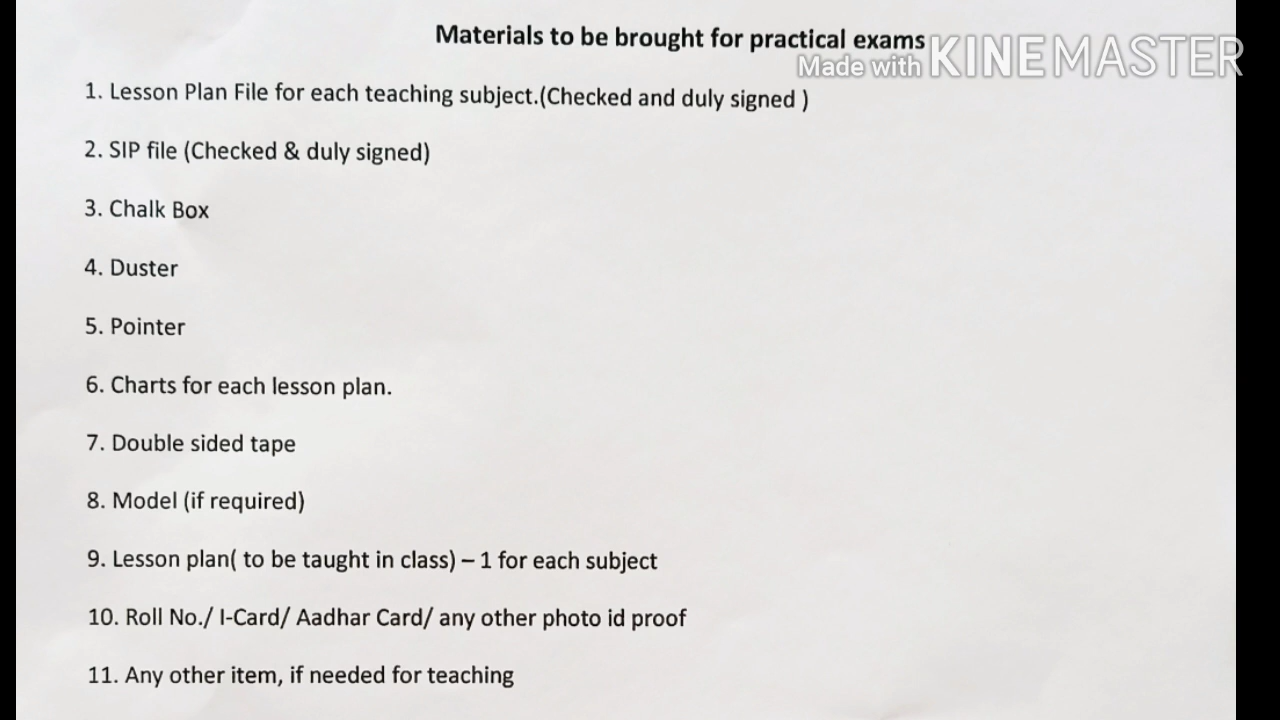 Materials to be brought for practical exams
Made with KINEMASTER
1. Lesson Plan File for each teaching subject.(Checked and duly signed )
2. SIP file (Checked & duly signed)
3. Chalk Box
4. Duster
5. Pointer
6. Charts for each lesson plan.
7. Double sided tape
8. Model (if required)
9. Lesson plan( to be taught in class) – 1 for each subject
10. Roll No./ I-Card/ Aadhar Card/ any other photo id proof
11. Any other item, if needed for teaching